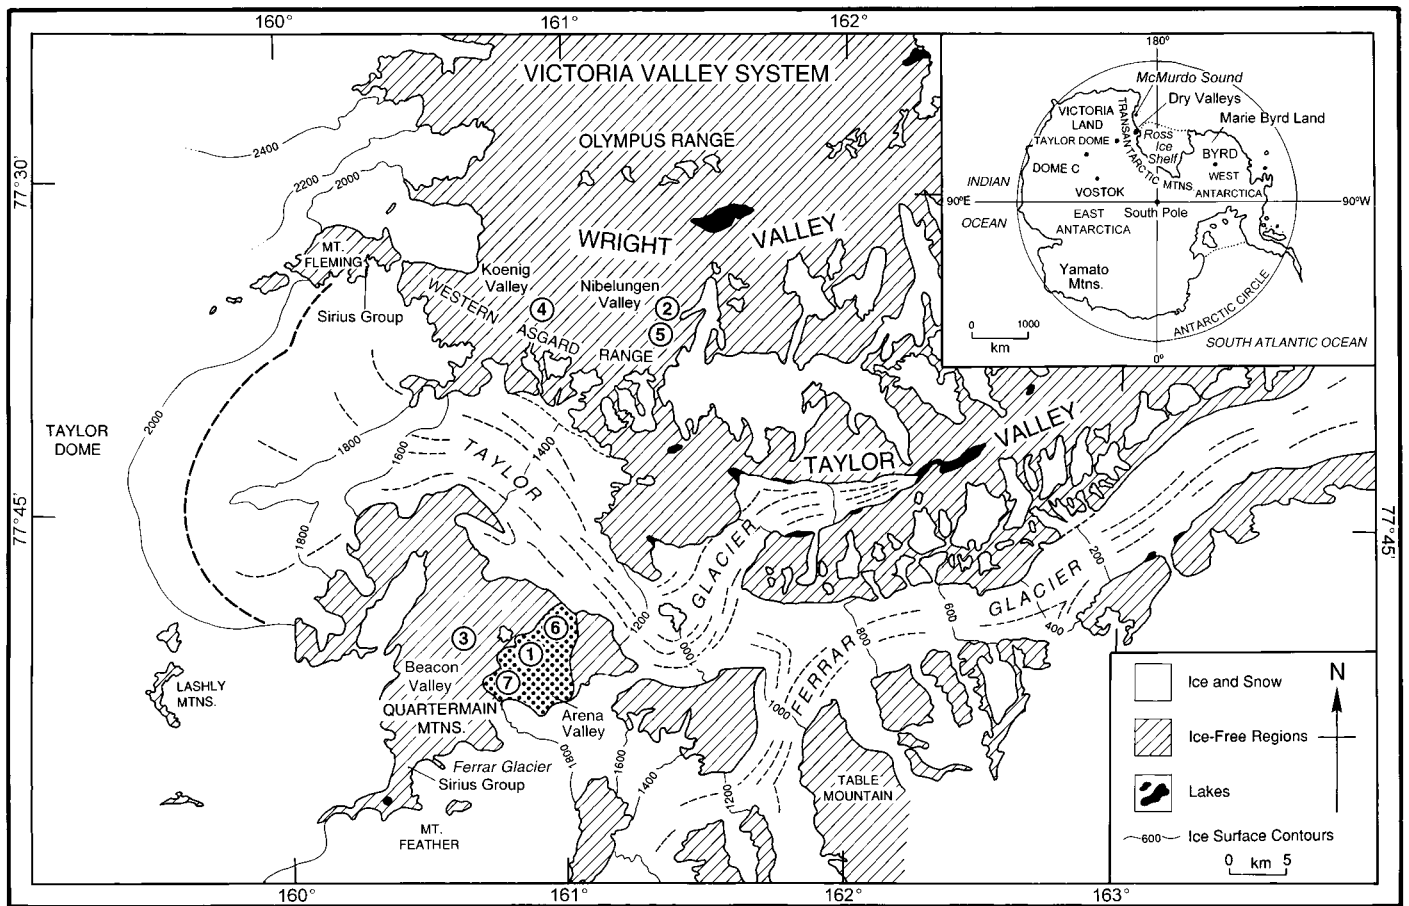 160°
161°
162°
77°30'
77°45'
77°45'
160°
161°
162°
163°
VICTORIA VALLEY SYSTEM
OLYMPUS RANGE
WRIGHT VALLEY
2400
2200
2000
MT.
FLEMING
Sirius Group
Koenig
Valley
Nibelungen
Valley
WESTERN ASGARD RANGE
4
2
5
TAYLOR
DOME
2000
1800
1600
1400
1800
TAYLOR GLACIER
TAYLOR VALLEY
1200
1000
FERRAR GLACIER
1000
800
600
400
200
3
6
1
7
Beacon
Valley
QUARTERMAIN
MTNS.
Arena
Valley
LASHLY
MTNS.
Ferrar Glacier
Sirius Group
MT.
FEATHER
1800
1600
1400
1200
TABLE
MOUNTAIN
180°
McMurdo Sound
Dry Valleys
Marie Byrd Land
VICTORIA
LAND
TRANSANTARCTIC MTNS.
TAYLOR DOME
Ross
Ice
Shelf
BYRD
WEST
ANTARCTICA
DOME C
VOSTOK
INDIAN
OCEAN
90°E
90°W
South Pole
EAST
ANTARCTICA
Yamato
Mtns.
ANTARCTIC CIRCLE
SOUTH ATLANTIC OCEAN
0 1000
km
0°
N
Ice and Snow
Ice-Free Regions
Lakes
600 Ice Surface Contours
0 km 5